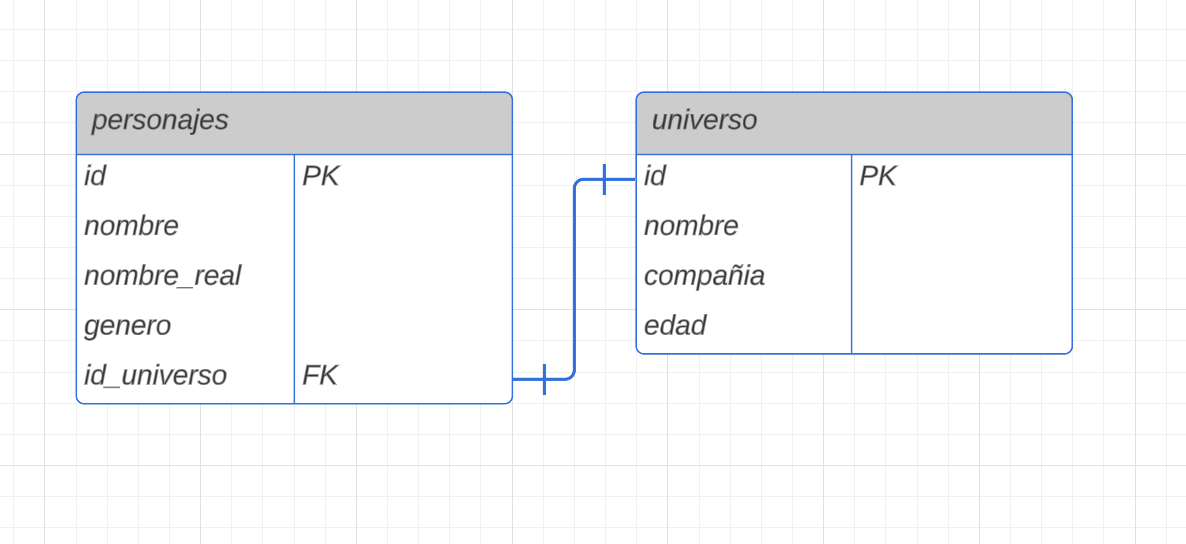 personajes
id PK
nombre
nombre_real
genero
id_universo FK
universo
id PK
nombre
compañia
edad